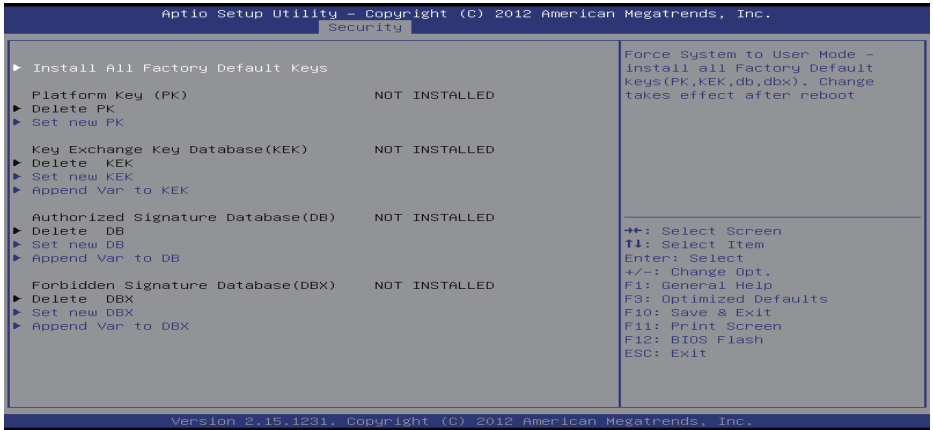 Aptio Setup Utility – Copyright (C) 2012 American Megatrends, Inc.
Security
► Install All Factory Default Keys
Platform Key (PK) NOT INSTALLED
► Delete PK
► Set new PK
Key Exchange Key Database(KEK) NOT INSTALLED
► Delete KEK
► Set new KEK
► Append Var to KEK
Authorized Signature Database(DB) NOT INSTALLED
► Delete DB
► Set new DB
► Append Var to DB
Forbidden Signature Database(DBX) NOT INSTALLED
► Delete DBX
► Set new DBX
► Append Var to DBX
Force System to User Mode –
install all Factory Default
keys(PK,KEK,db,dbx). Change
takes effect after reboot
→←: Select Screen
↑↓: Select Item
Enter: Select
+/-: Change Opt.
F1: General Help
F3: Optimized Defaults
F10: Save & Exit
F11: Print Screen
F12: BIOS Flash
ESC: Exit
Version 2.15.1231. Copyright (C) 2012 American Megatrends, Inc.